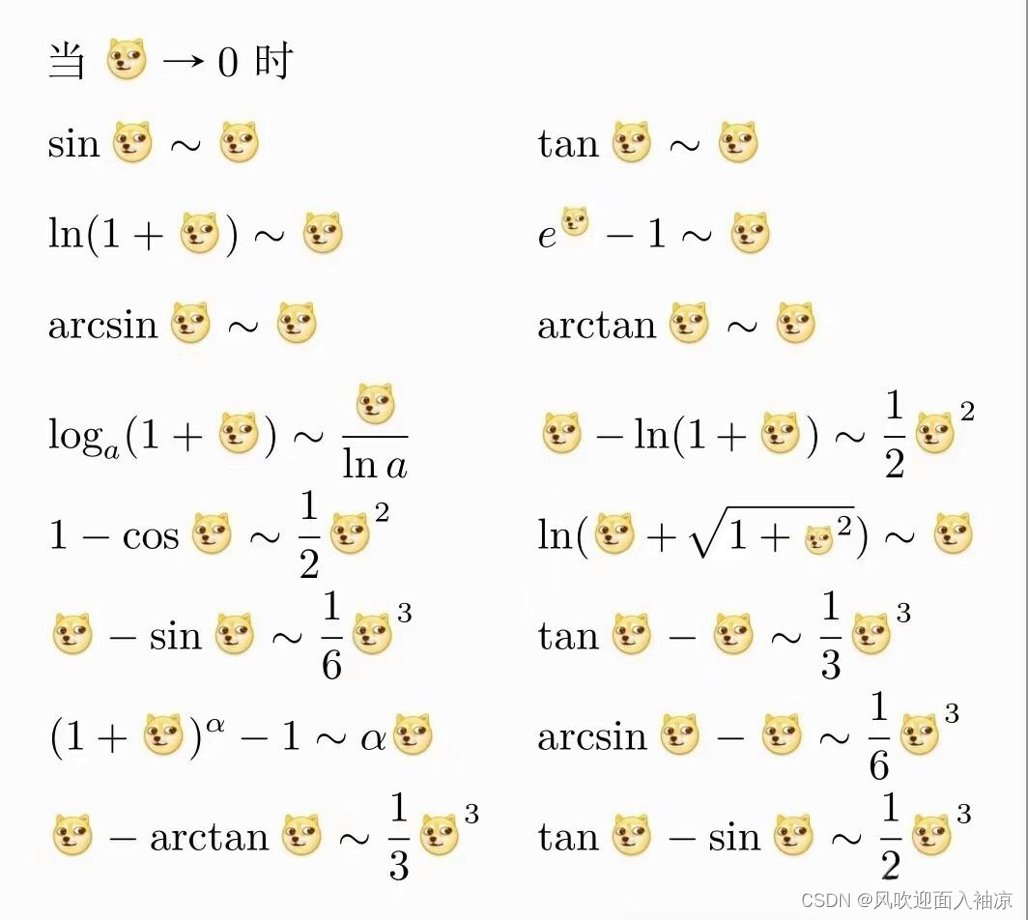 当 🐶 → 0 时
sin 🐶 ~ 🐶
tan 🐶 ~ 🐶
ln(1 + 🐶) ~ 🐶
e^🐶 − 1 ~ 🐶
arcsin 🐶 ~ 🐶
arctan 🐶 ~ 🐶
logₐ(1 + 🐶) ~ 🐶/ln a
🐶 − ln(1 + 🐶) ~ 1/2 🐶²
1 − cos 🐶 ~ 1/2 🐶²
ln(🐶 + √(1 + 🐶²)) ~ 🐶
🐶 − sin 🐶 ~ 1/6 🐶³
tan 🐶 − 🐶 ~ 1/3 🐶³
(1 + 🐶)^α − 1 ~ α🐶
arcsin 🐶 − 🐶 ~ 1/6 🐶³
🐶 − arctan 🐶 ~ 1/3 🐶³
tan 🐶 − sin 🐶 ~ 1/2 🐶³
CSDN @风吹迎面入袖凉